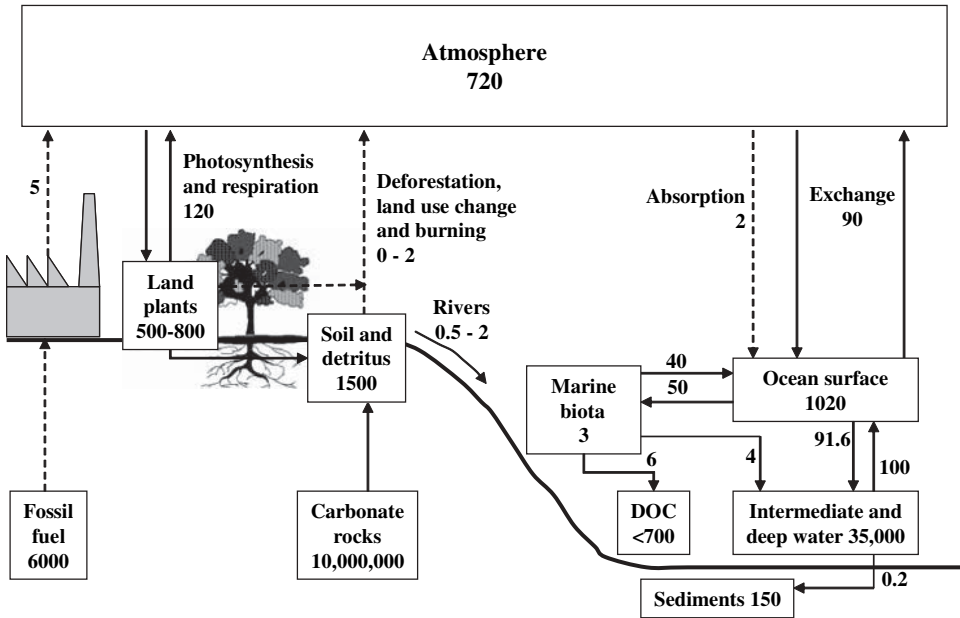 Atmosphere
720
5
Photosynthesis
and respiration
120
Deforestation,
land use change
and burning
0 - 2
Absorption
2
Exchange
90
Land
plants
500-800
Soil and
detritus
1500
Rivers
0.5 - 2
Marine
biota
3
40
50
Ocean surface
1020
91.6
100
6
4
Fossil
fuel
6000
Carbonate
rocks
10,000,000
DOC
<700
Intermediate and
deep water 35,000
0.2
Sediments 150